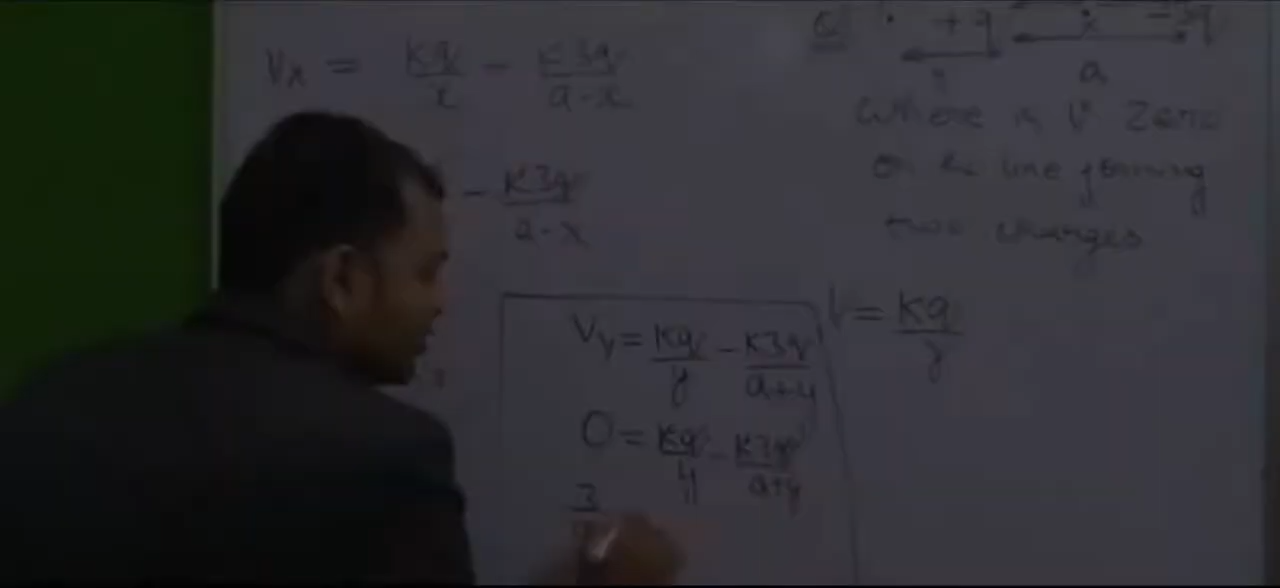 Vx = Kq/x - K3q/a-x
- K3q/a-x
Q +q x -3q
a
Where is V Zero
on the line joining
two charges
V = Kq/r
Vy = Kq/y - K3q/a+y
0 = Kq/y - K3q/a+y
3